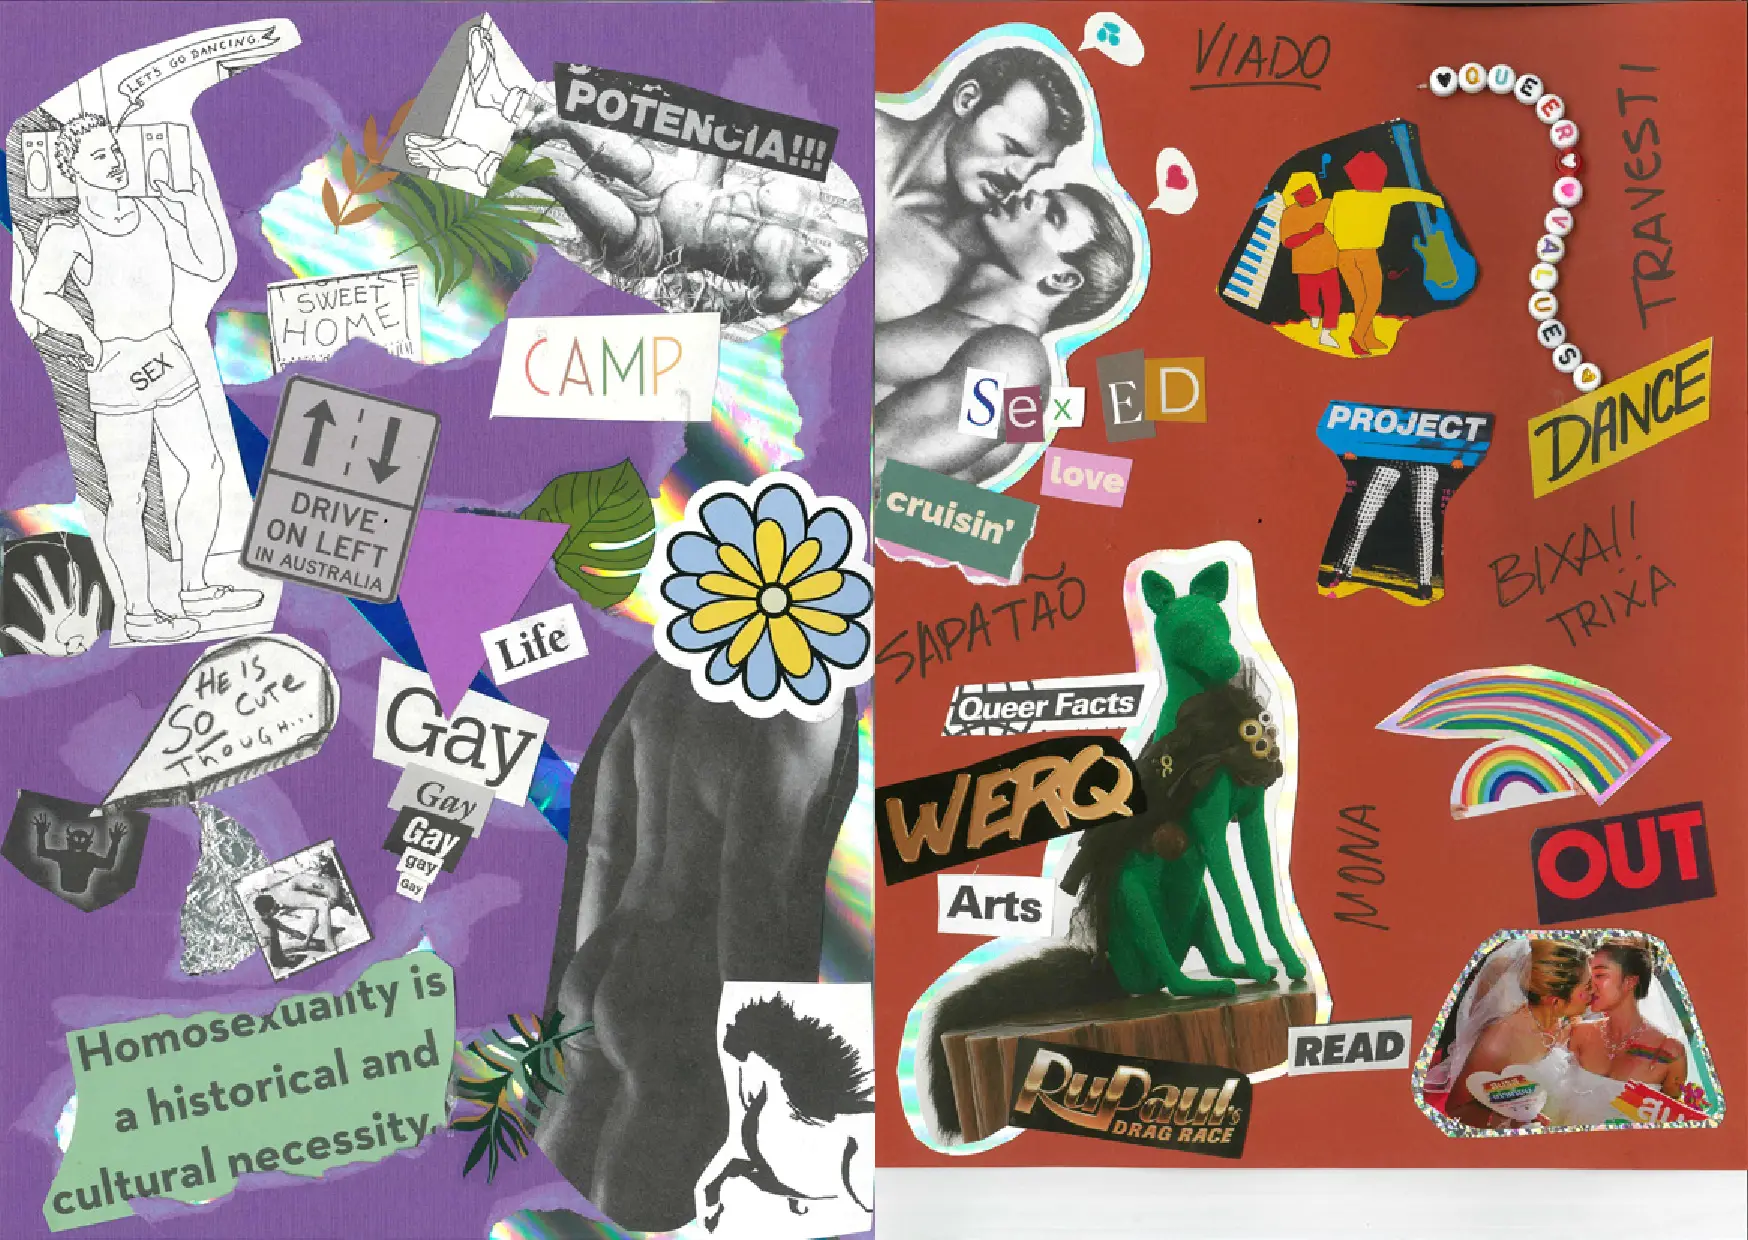 LET'S GO DANCING.
SEX
POTENCIA!!!
SWEET
HOME
CAMP
DRIVE
ON LEFT
IN AUSTRALIA
Life
HE IS
SO CUTE
THOUGH...
Gay
Gay
Gay
gay
Gay
Homosexuality is
a historical and
cultural necessity.
VIADO
QUEER VALUES
TRAVESTI
Sex ED
love
cruisin'
PROJECT
DANCE
BIXA!!
TRIXA
SAPATÃO
Queer Facts
WERQ
Arts
MONA
OUT
READ
RuPaul's
DRAG RACE